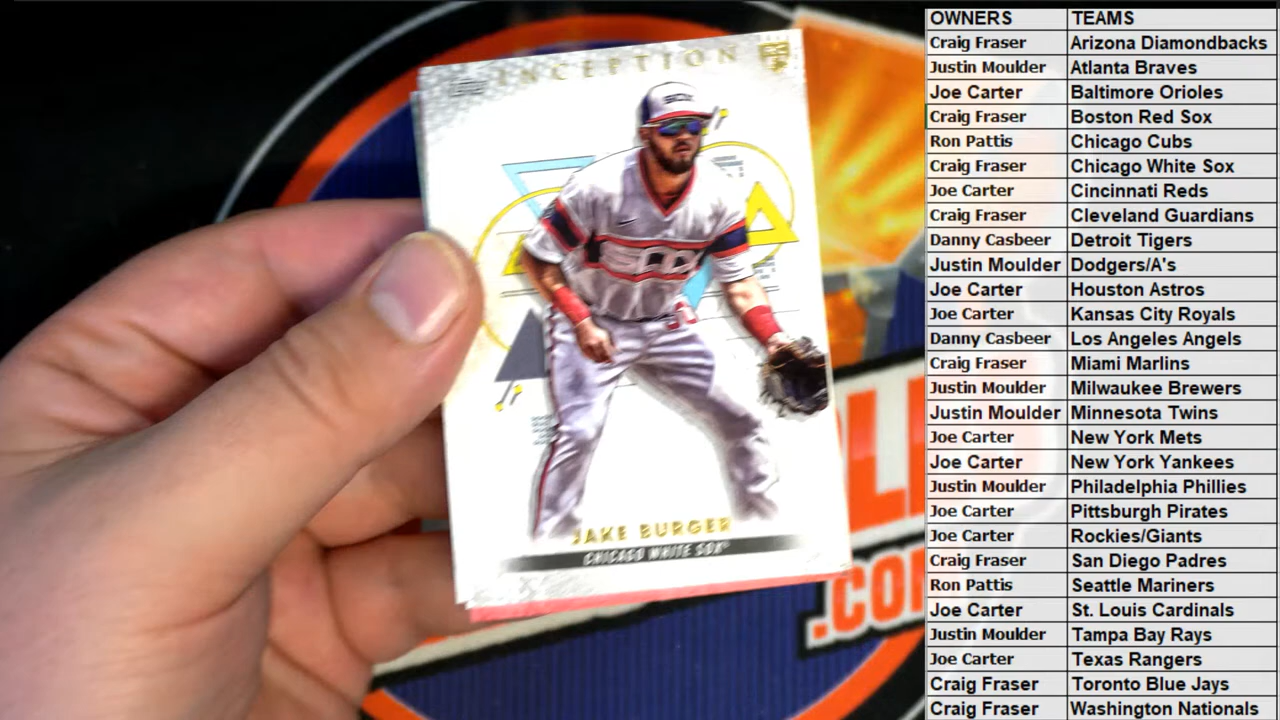 INCEPTION
SOX
SOX
JAKE BURGER
CHICAGO WHITE SOX
.CO
OWNERS TEAMS
Craig Fraser Arizona Diamondbacks
Justin Moulder Atlanta Braves
Joe Carter Baltimore Orioles
Craig Fraser Boston Red Sox
Ron Pattis Chicago Cubs
Craig Fraser Chicago White Sox
Joe Carter Cincinnati Reds
Craig Fraser Cleveland Guardians
Danny Casbeer Detroit Tigers
Justin Moulder Dodgers/A's
Joe Carter Houston Astros
Joe Carter Kansas City Royals
Danny Casbeer Los Angeles Angels
Craig Fraser Miami Marlins
Justin Moulder Milwaukee Brewers
Justin Moulder Minnesota Twins
Joe Carter New York Mets
Joe Carter New York Yankees
Justin Moulder Philadelphia Phillies
Joe Carter Pittsburgh Pirates
Joe Carter Rockies/Giants
Craig Fraser San Diego Padres
Ron Pattis Seattle Mariners
Joe Carter St. Louis Cardinals
Justin Moulder Tampa Bay Rays
Joe Carter Texas Rangers
Craig Fraser Toronto Blue Jays
Craig Fraser Washington Nationals